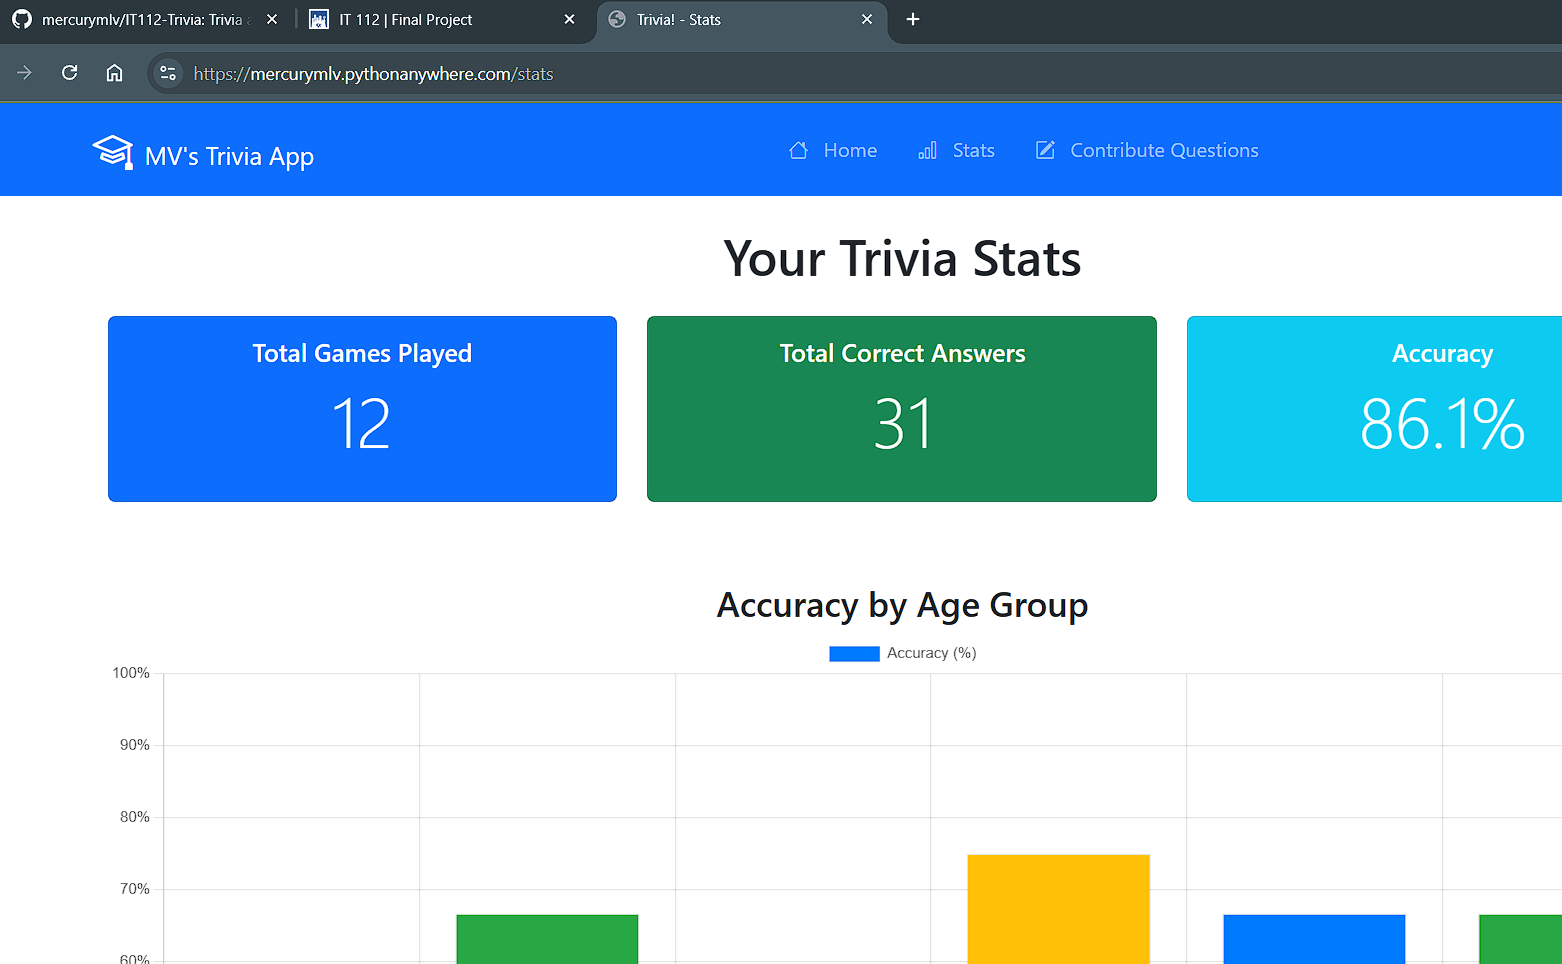 mercurymlv/IT112-Trivia: Trivia
IT 112 | Final Project
Trivia! - Stats
https://mercurymlv.pythonanywhere.com/stats
MV's Trivia App
Home
Stats
Contribute Questions
Your Trivia Stats
Total Games Played
Total Correct Answers
Accuracy
12
31
86.1%
Accuracy by Age Group
Accuracy (%)
100%
90%
80%
70%
60%